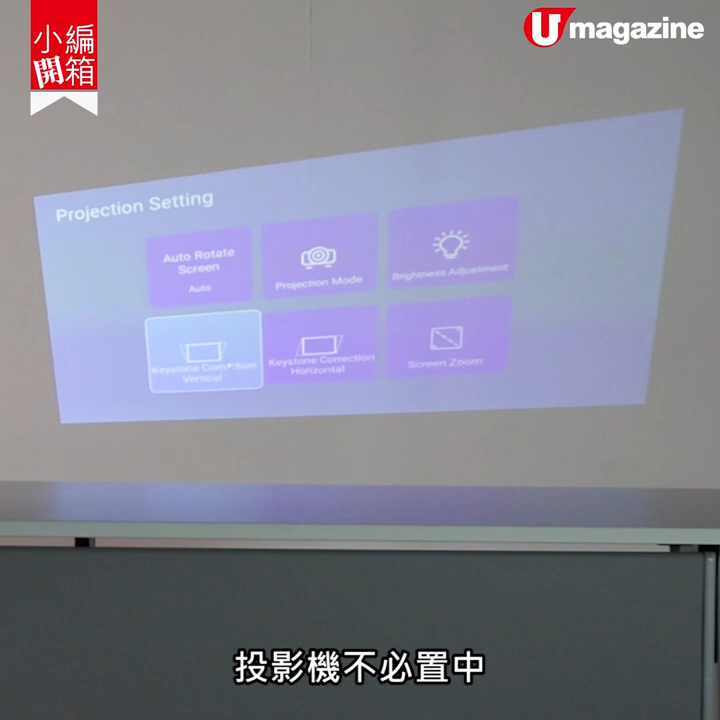 小編
開箱
U magazine
Projection Setting
Auto Rotate
Screen
Auto
Projection Mode
Brightness Adjustment
Keystone Correction
Vertical
Keystone Correction
Horizontal
Screen Zoom
投影機不必置中